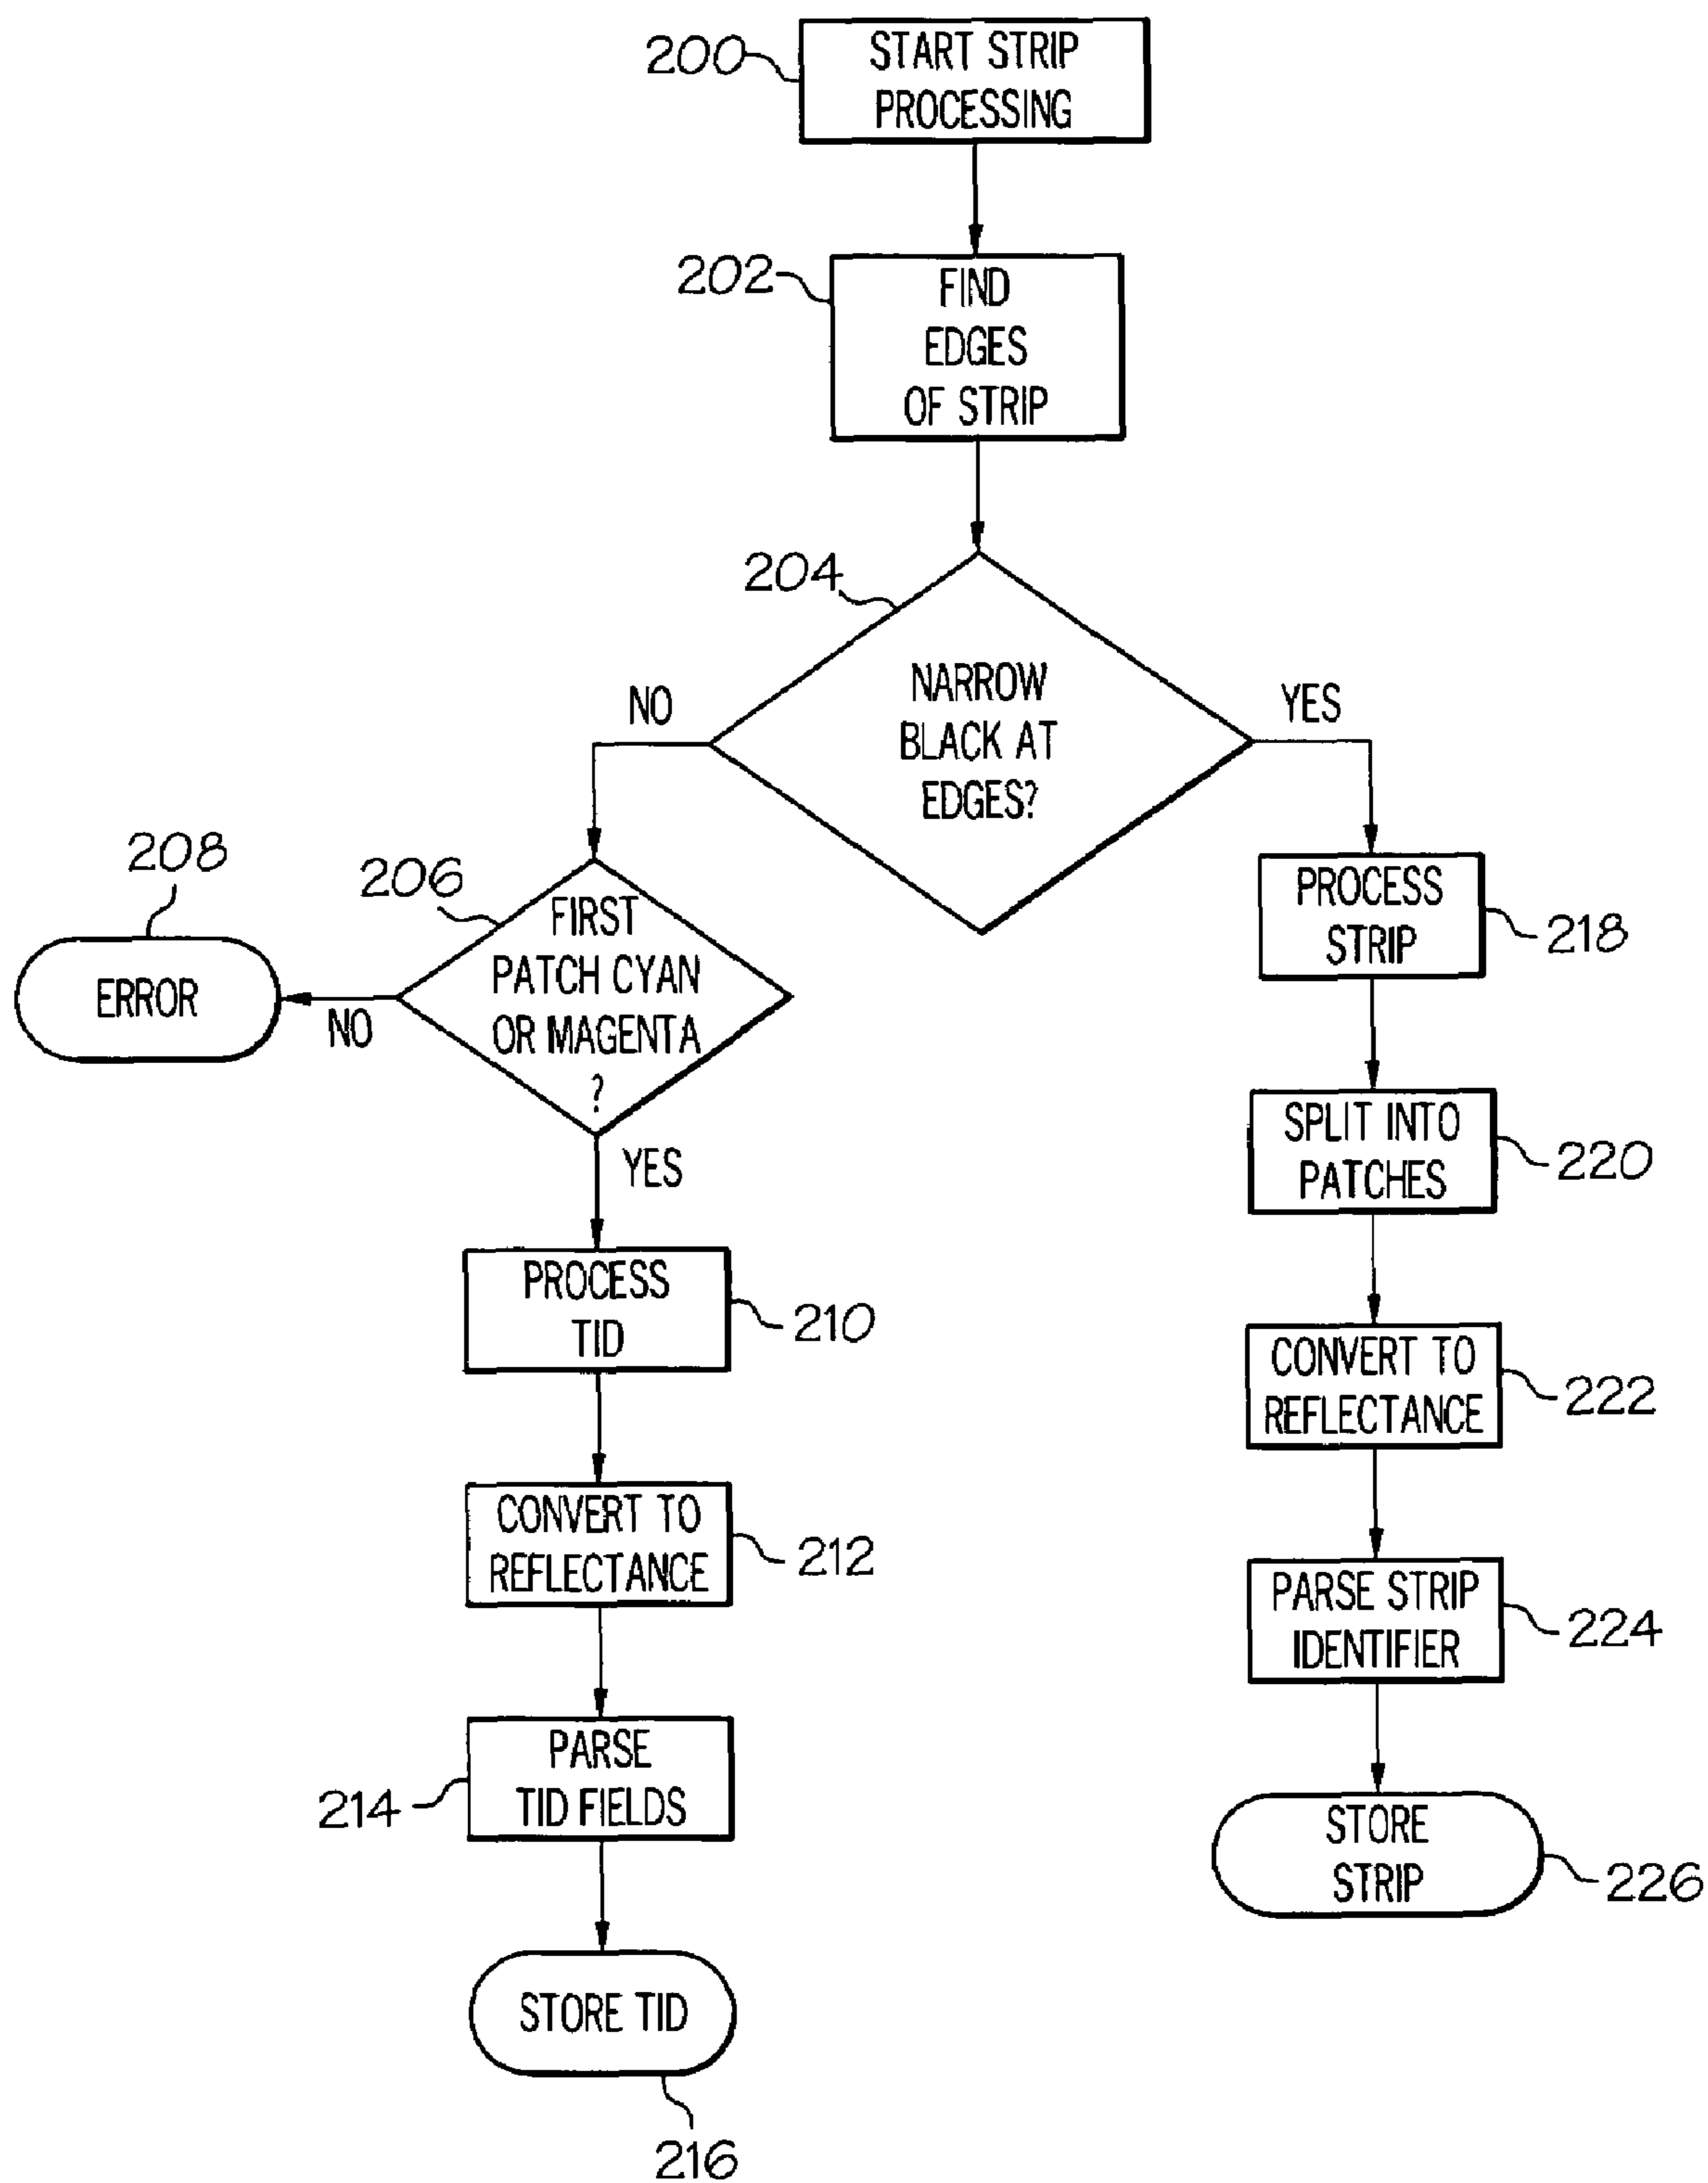 200
START STRIP
PROCESSING
202
FIND
EDGES
OF STRIP
204
NARROW
BLACK AT
EDGES?
NO
YES
206
FIRST
PATCH CYAN
OR MAGENTA
?
208
ERROR
NO
YES
PROCESS
TID
210
CONVERT TO
REFLECTANCE
212
PARSE
TID FIELDS
214
STORE TID
216
PROCESS
STRIP
218
SPLIT INTO
PATCHES
220
CONVERT TO
REFLECTANCE
222
PARSE STRIP
IDENTIFIER
224
STORE
STRIP
226